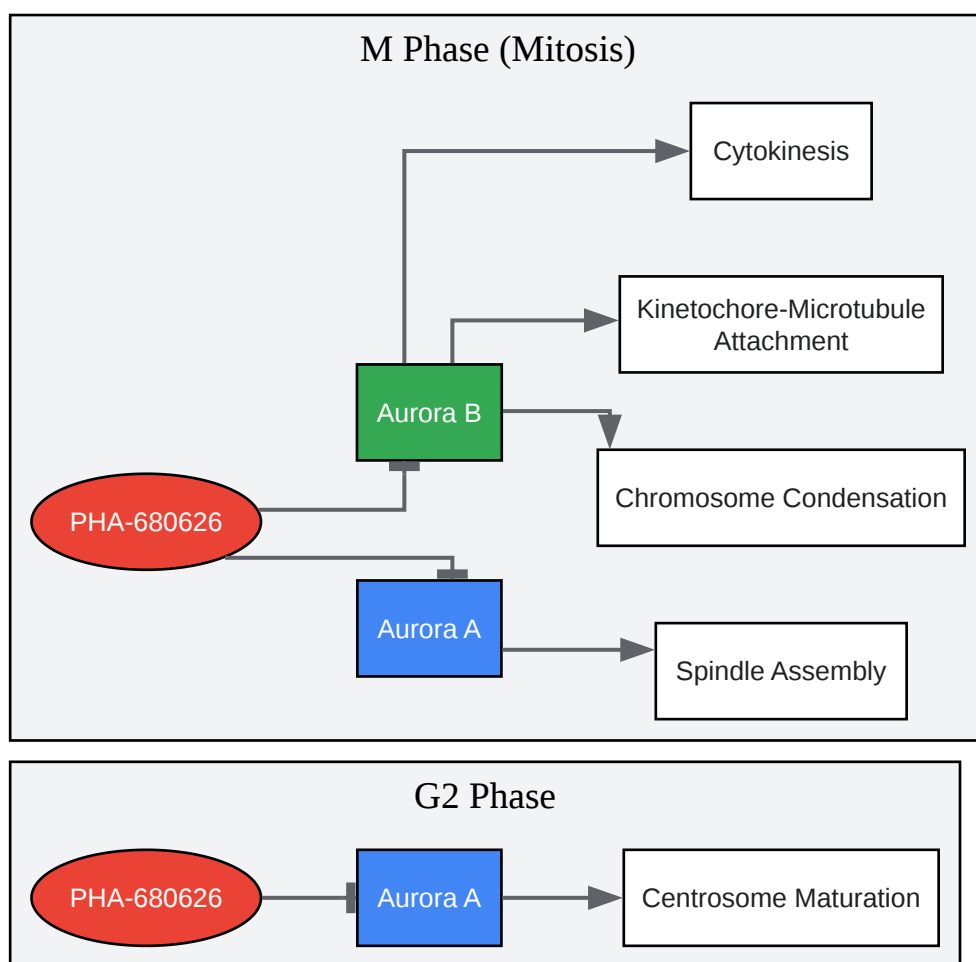 M Phase (Mitosis)
Cytokinesis
Kinetochore-Microtubule
Attachment
Aurora B
Chromosome Condensation
PHA-680626
Aurora A
Spindle Assembly
G2 Phase
PHA-680626
Aurora A
Centrosome Maturation